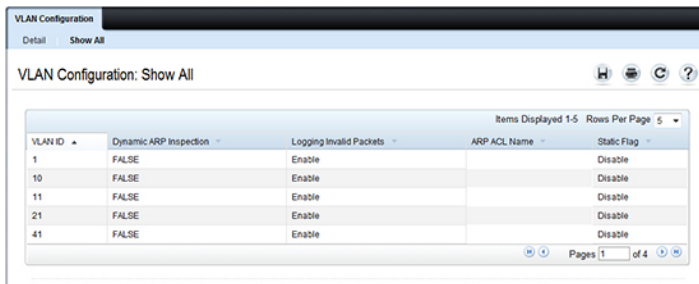 VLAN Configuration
Detail Show All
VLAN Configuration: Show All
Items Displayed 1-5 Rows Per Page 5
VLAN ID Dynamic ARP Inspection Logging Invalid Packets ARP ACL Name Static Flag
1 FALSE Enable Disable
10 FALSE Enable Disable
11 FALSE Enable Disable
21 FALSE Enable Disable
41 FALSE Enable Disable
Pages 1 of 4